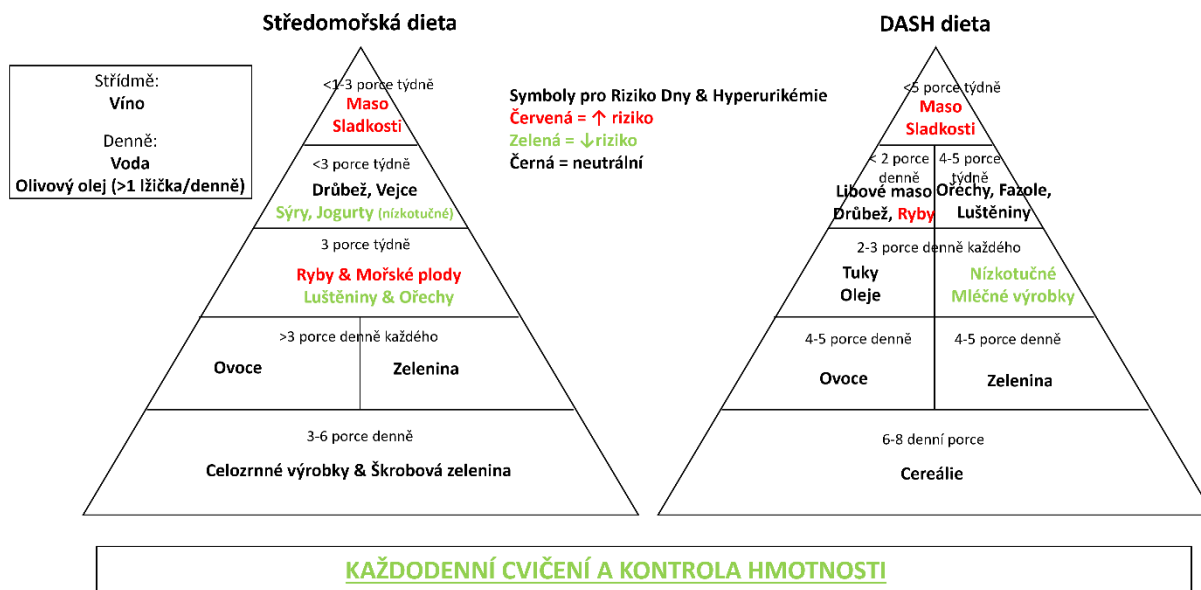 Středomořská dieta
DASH dieta
Střídmě:
Víno
Denně:
Voda
Olivový olej (>1 lžička/denně)
<1-3 porce týdně
Maso
Sladkosti
<3 porce týdně
Drůbež, Vejce
Sýry, Jogurty (nízkotučné)
3 porce týdně
Ryby & Mořské plody
Luštěniny & Ořechy
>3 porce denně každého
Ovoce
Zelenina
3-6 porce denně
Celozrnné výrobky & Škrobová zelenina
Symboly pro Riziko Dny & Hyperurikémie
Červená = ↑ riziko
Zelená = ↓riziko
Černá = neutrální
<5 porce týdně
Maso
Sladkosti
< 2 porce
denně
Libové maso
Drůbež, Ryby
4-5 porce
týdně
Ořechy, Fazole,
Luštěniny
2-3 porce denně každého
Tuky
Oleje
Nízkotučné
Mléčné výrobky
4-5 porce denně
Ovoce
4-5 porce denně
Zelenina
6-8 denní porce
Cereálie
KAŽDODENNÍ CVIČENÍ A KONTROLA HMOTNOSTI